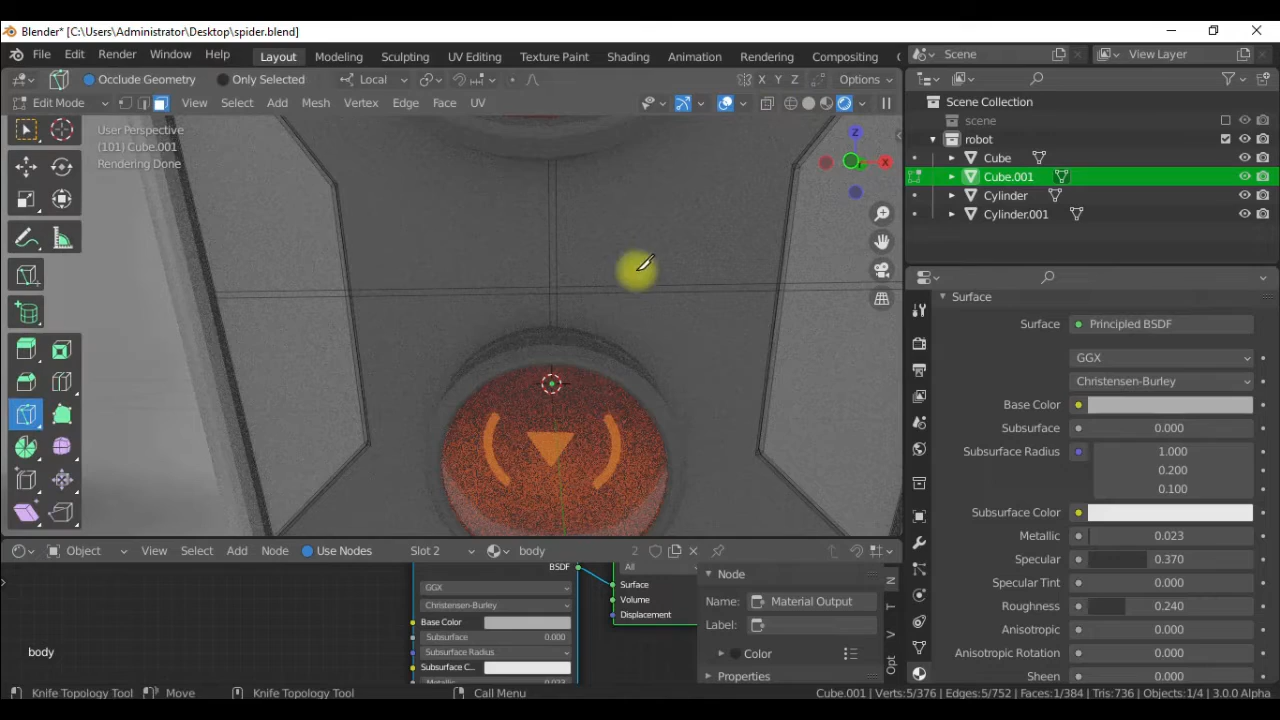 Blender* [C:\Users\Administrator\Desktop\spider.blend]
File Edit Render Window Help Layout Modeling Sculpting UV Editing Texture Paint Shading Animation Rendering Compositing Scene View Layer
Occlude Geometry Only Selected Local X Y Z Options
Edit Mode View Select Add Mesh Vertex Edge Face UV
User Perspective
(101) Cube.001
Rendering Done
Z
X
Scene Collection
scene
robot
Cube
Cube.001
Cylinder
Cylinder.001
Surface
Surface Principled BSDF
GGX
Christensen-Burley
Base Color
Subsurface 0.000
Subsurface Radius 1.000
0.200
0.100
Subsurface Color
Metallic 0.023
Specular 0.370
Specular Tint 0.000
Roughness 0.240
Anisotropic 0.000
Anisotropic Rotation 0.000
Sheen 0.000
Object View Select Add Node Use Nodes Slot 2 body 2
BSDF
GGX
Christensen-Burley
Base Color
Subsurface 0.000
Subsurface Radius
Subsurface C...
Metallic 0.023
All
Surface
Volume
Displacement
Node
Name: Material Output
Label:
Color
Properties
N
T
V
Opt
body
Knife Topology Tool Move Knife Topology Tool Call Menu Cube.001 | Verts:5/376 | Edges:5/752 | Faces:1/384 | Tris:736 | Objects:1/4 | 3.0.0 Alpha